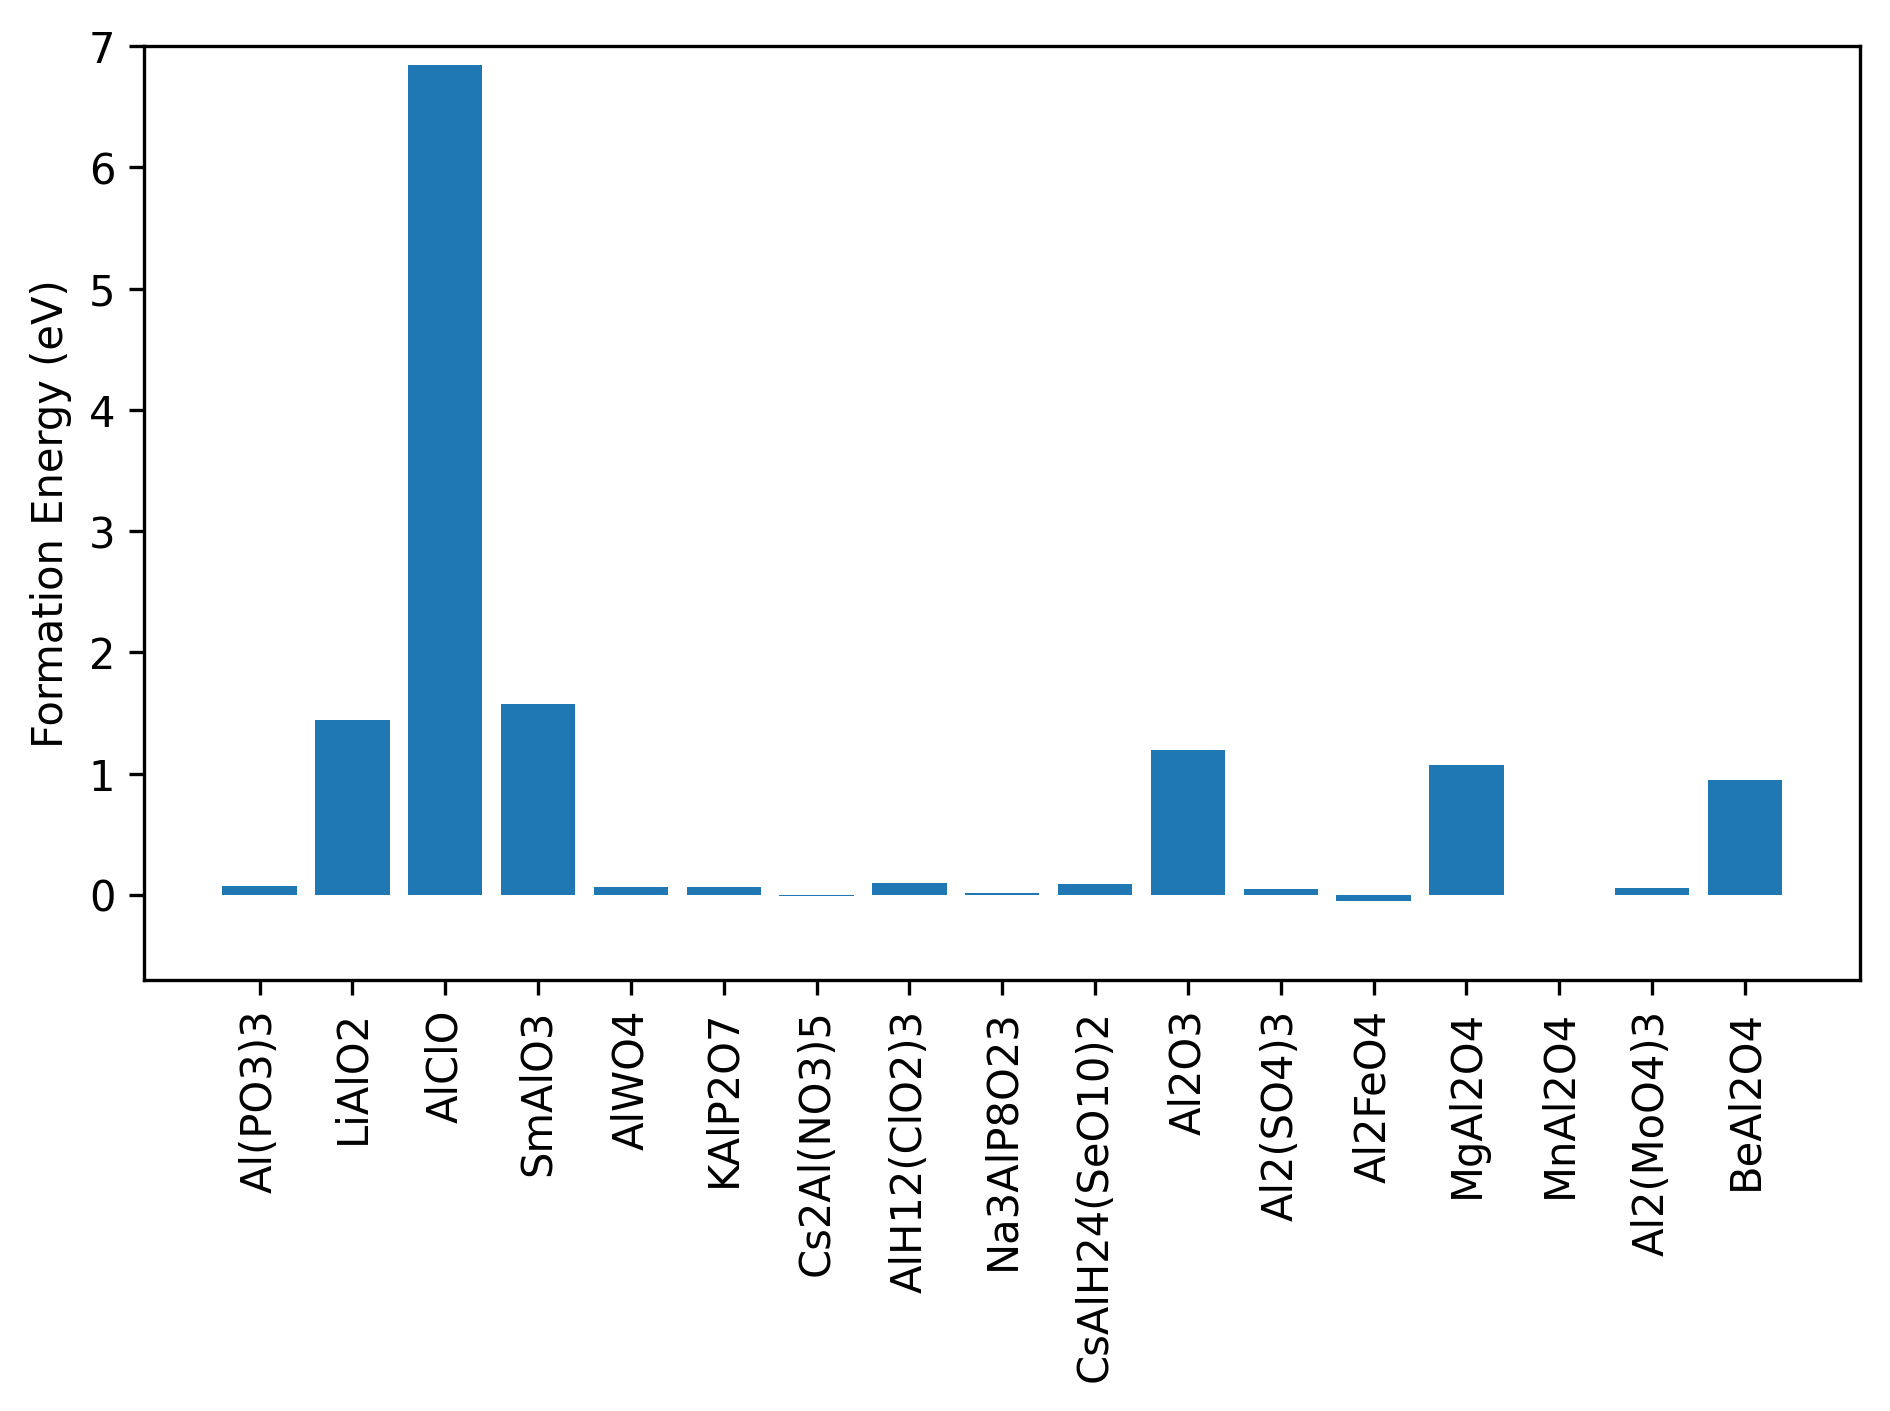 Formation Energy (eV)
7
6
5
4
3
2
1
0
Al(PO3)3
LiAlO2
AlClO
SmAlO3
AlWO4
KAlP2O7
Cs2Al(NO3)5
AlH12(ClO2)3
Na3AlP8O23
CsAlH24(SeO10)2
Al2O3
Al2(SO4)3
Al2FeO4
MgAl2O4
MnAl2O4
Al2(MoO4)3
BeAl2O4